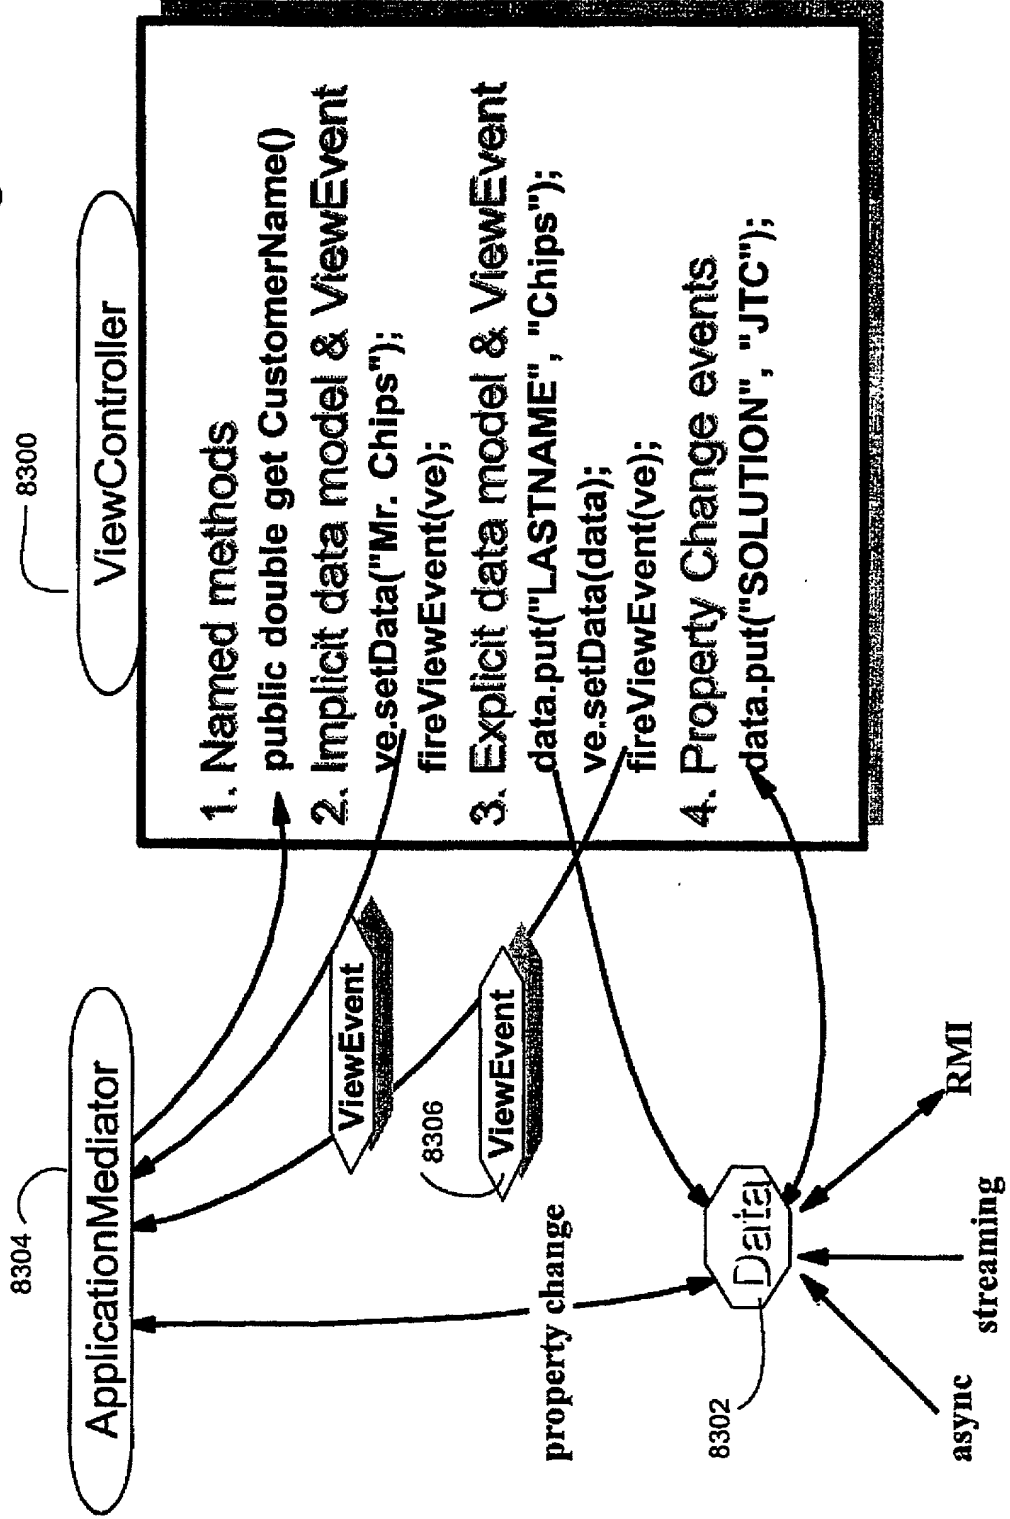 8304
ApplicationMediator
8300
ViewController
1. Named methods
public double get CustomerName()
2. Implicit data model & ViewEvent
ve.setData("Mr. Chips");
fireViewEvent(ve);
3. Explicit data model & ViewEvent
data.put("LASTNAME", "Chips");
ve.setData(data);
fireViewEvent(ve);
4. Property Change events
data.put("SOLUTION", "JTC");
ViewEvent
8306
ViewEvent
property change
8302
Data
async
streaming
RMI